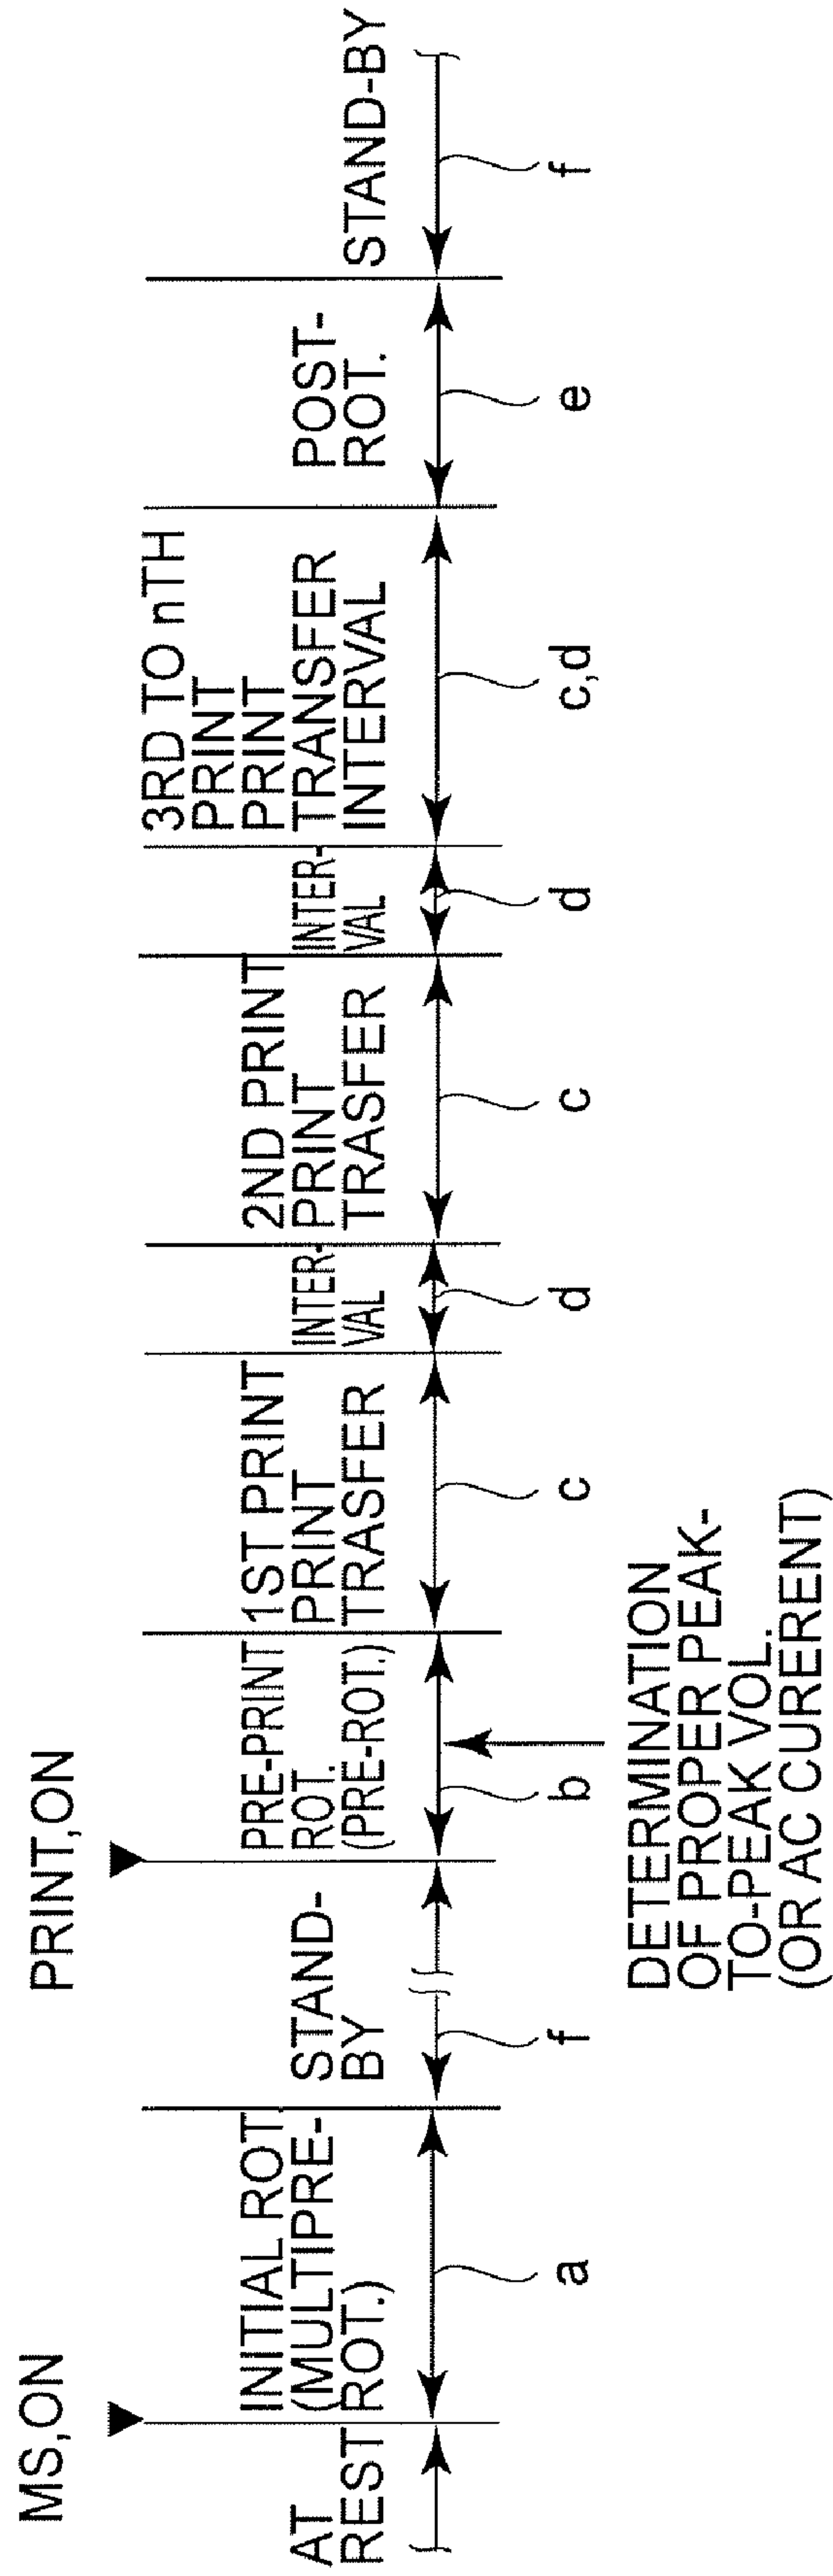 MS,ON
PRINT,ON
AT
REST
INITIAL ROT.
(MULTIPRE-
ROT.)
STAND-
BY
PRE-PRINT
ROT.
(PRE-ROT.)
1ST PRINT
PRINT
TRASFER
INTER-
VAL
2ND PRINT
PRINT
TRASFER
INTER-
VAL
3RD TO nTH
PRINT
PRINT
TRANSFER
INTERVAL
POST-
ROT.
STAND-BY
a
f
b
c
d
c
d
c,d
e
f
DETERMINATION
OF PROPER PEAK-
TO-PEAK VOL.
(OR AC CURERENT)